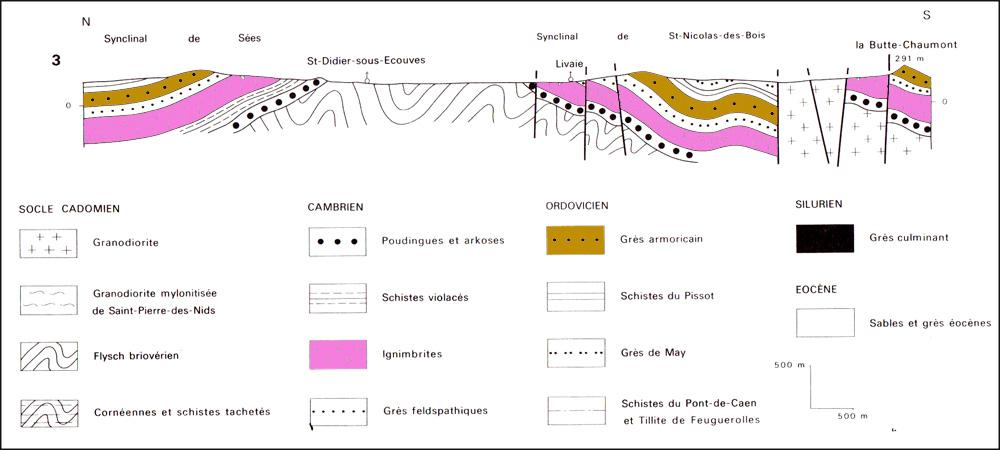 N
S
Synclinal de Sées
Synclinal de St-Nicolas-des-Bois
la Butte-Chaumont
3
St-Didier-sous-Ecouves
Livaie
291 m
0
0
SOCLE CADOMIEN
Granodiorite
Granodiorite mylonitisée
de Saint-Pierre-des-Nids
Flysch briovérien
Cornéennes et schistes tachetés
CAMBRIEN
Poudingues et arkoses
Schistes violacés
Ignimbrites
Grès feldspathiques
ORDOVICIEN
Grès armoricain
Schistes du Pissot
Grès de May
Schistes du Pont-de-Caen
et Tillite de Feuguerolles
SILURIEN
Grès culminant
EOCÈNE
Sables et grès éocènes
500 m
500 m